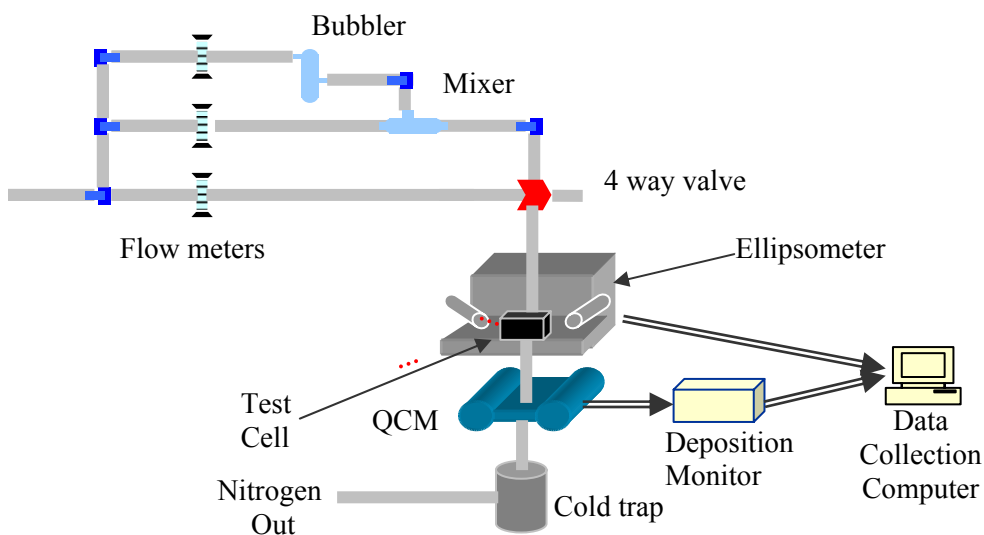 Bubbler
Mixer
4 way valve
Flow meters
Ellipsometer
Test
Cell
QCM
Deposition
Monitor
Data
Collection
Computer
Nitrogen
Out
Cold trap